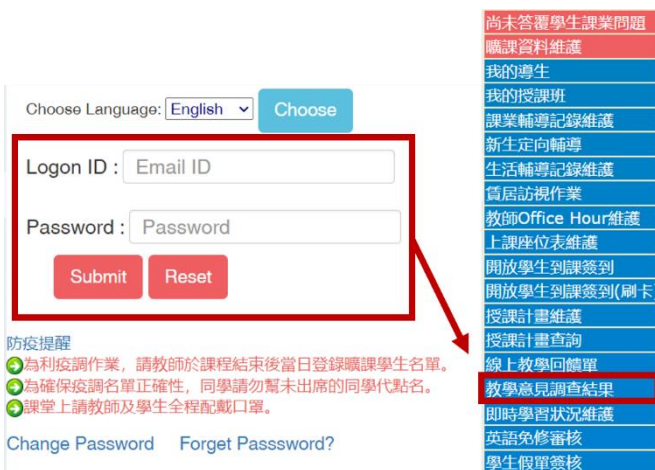 Choose Language: English Choose
Logon ID : Email ID
Password : Password
Submit Reset
防疫提醒
為利疫調作業，請教師於課程結束後當日登錄曠課學生名單。
為確保疫調名單正確性，同學請勿幫未出席的同學代點名。
課堂上請教師及學生全程配戴口罩。
Change Password Forget Passsword?
尚未答覆學生課業問題
曠課資料維護
我的導生
我的授課班
課業輔導記錄維護
新生定向輔導
生活輔導記錄維護
賃居訪視作業
教師Office Hour維護
上課座位表維護
開放學生到課簽到
開放學生到課簽到(刷卡
授課計畫維護
授課計畫查詢
線上教學回饋單
教學意見調查結果
即時學習狀況維護
英語免修審核
學生假單簽核